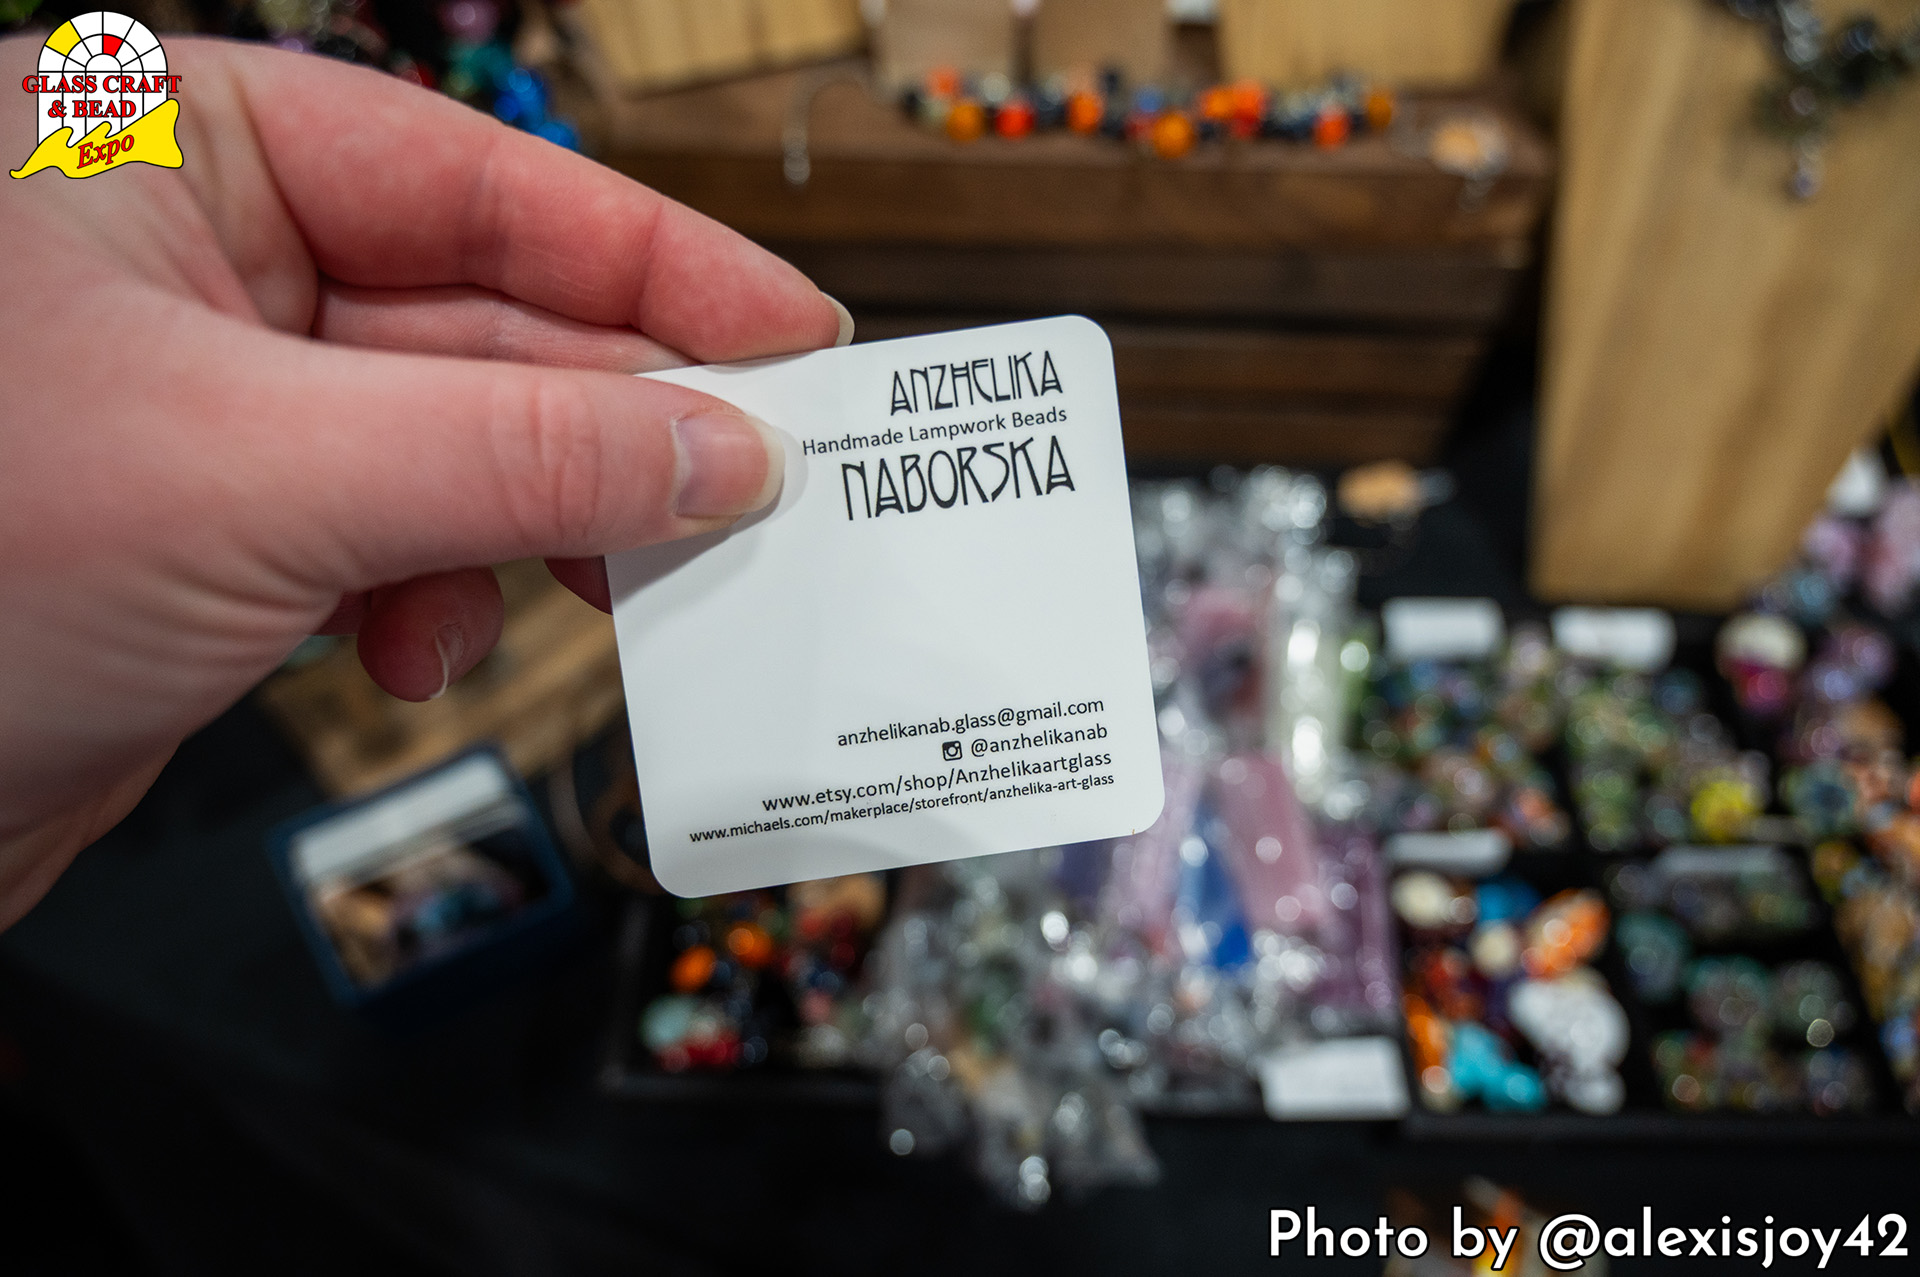 GLASS CRAFT
& BEAD
Expo
ANZHELIKA
Handmade Lampwork Beads
NABORSKA
anzhelikanab.glass@gmail.com
@anzhelikanab
www.etsy.com/shop/Anzhelikaartglass
www.michaels.com/makerplace/storefront/anzhelika-art-glass
Photo by @alexisjoy42